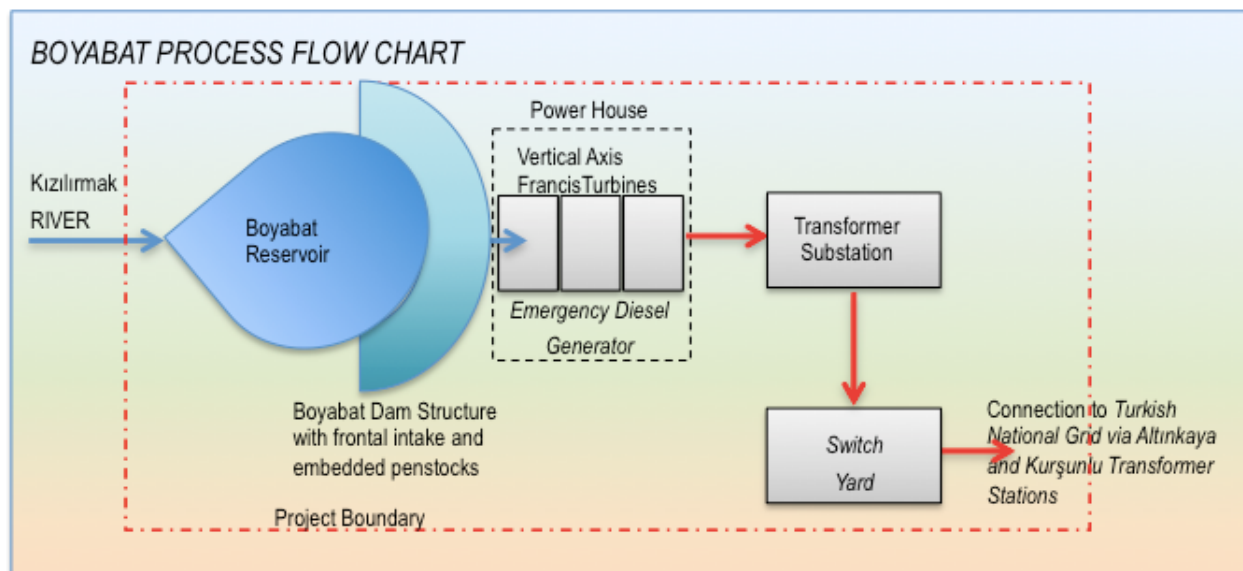 BOYABAT PROCESS FLOW CHART
Power House
Kızılırmak
RIVER
Boyabat
Reservoir
Vertical Axis
FrancisTurbines
Emergency Diesel
Generator
Transformer
Substation
Boyabat Dam Structure
with frontal intake and
embedded penstocks
Switch
Yard
Connection to Turkish
National Grid via Altınkaya
and Kurşunlu Transformer
Stations
Project Boundary